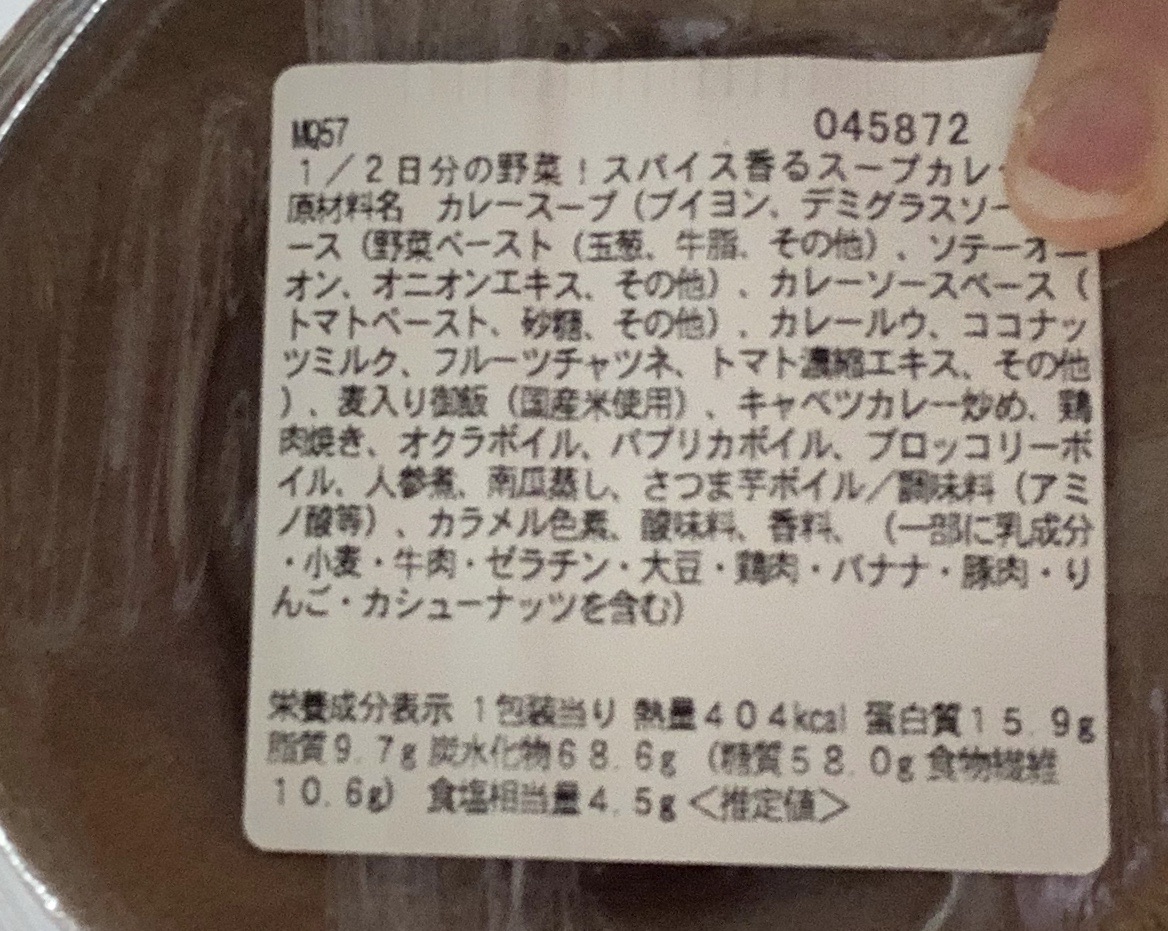 MQ57 045872
1/2日分の野菜!スパイス香るスープカレ
原材料名 カレースープ(ブイヨン、デミグラスソー
ース(野菜ペースト(玉葱、牛脂、その他)、ソテーオニ
オン、オニオンエキス、その他)、カレーソースベース(
トマトペースト、砂糖、その他)、カレールウ、ココナッ
ツミルク、フルーツチャツネ、トマト濃縮エキス、その他
)、麦入り御飯(国産米使用)、キャベツカレー炒め、鶏
肉焼き、オクラボイル、パプリカボイル、ブロッコリーボ
イル、人参煮、南瓜蒸し、さつま芋ボイル/調味料(アミ
ノ酸等)、カラメル色素、酸味料、香料、(一部に乳成分
・小麦・牛肉・ゼラチン・大豆・鶏肉・バナナ・豚肉・り
んご・カシューナッツを含む)
栄養成分表示 1包装当り 熱量404kcal 蛋白質15.9g
脂質9.7g 炭水化物68.6g (糖質58.0g 食物繊維
10.6g) 食塩相当量4.5g <推定値>